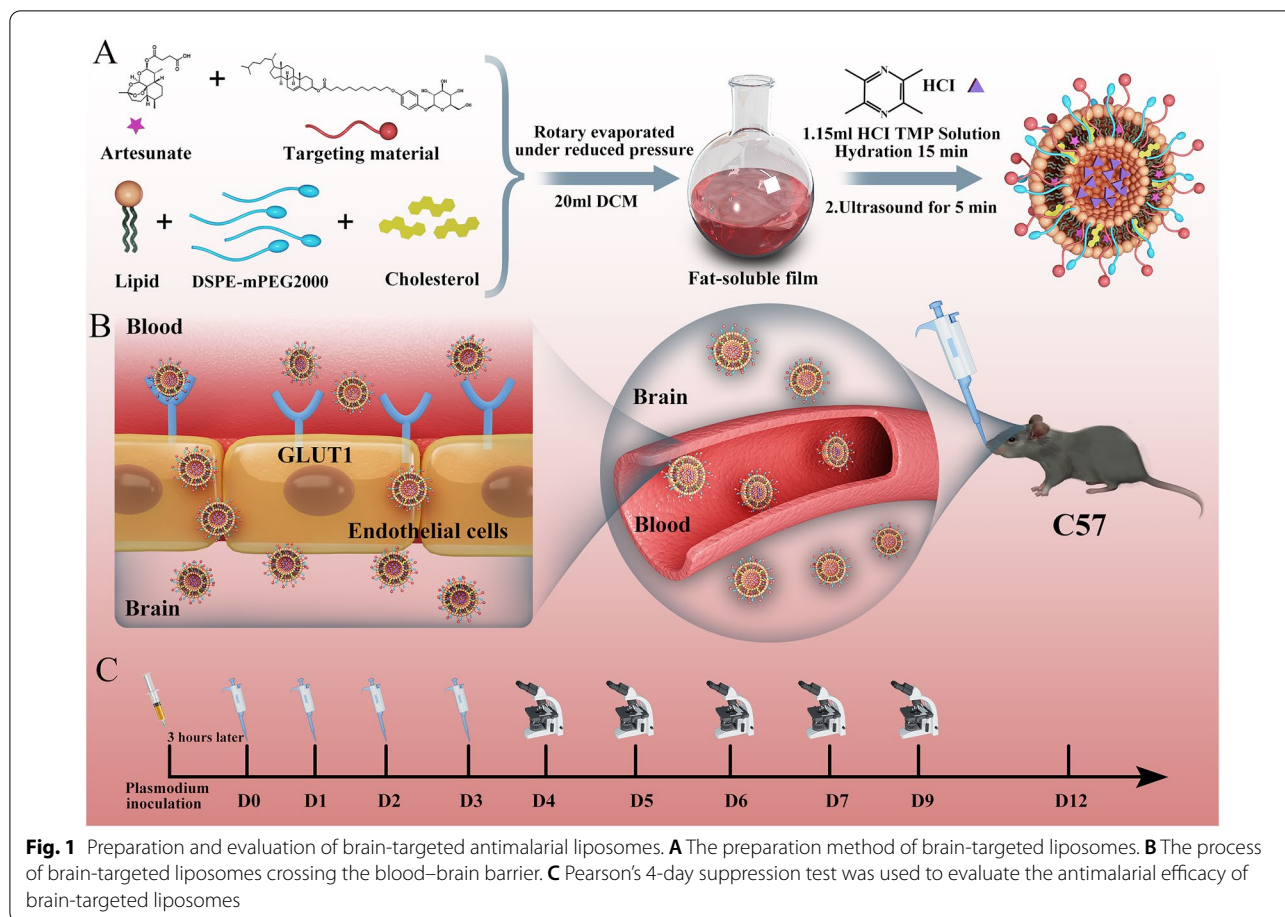 A
OH
HCl
Artesunate
+
Targeting material
Lipid
+
DSPE-mPEG2000
+
Cholesterol
Rotary evaporated
under reduced pressure
20ml DCM
Fat-soluble film
1.15ml HCl TMP Solution
Hydration 15 min
2.Ultrasound for 5 min
B
Blood
GLUT1
Endothelial cells
Brain
Brain
Blood
C57
C
3 hours later
Plasmodium
inoculation
D0
D1
D2
D3
D4
D5
D6
D7
D9
D12
Fig. 1 Preparation and evaluation of brain-targeted antimalarial liposomes. A The preparation method of brain-targeted liposomes. B The process
of brain-targeted liposomes crossing the blood–brain barrier. C Pearson's 4-day suppression test was used to evaluate the antimalarial efficacy of
brain-targeted liposomes